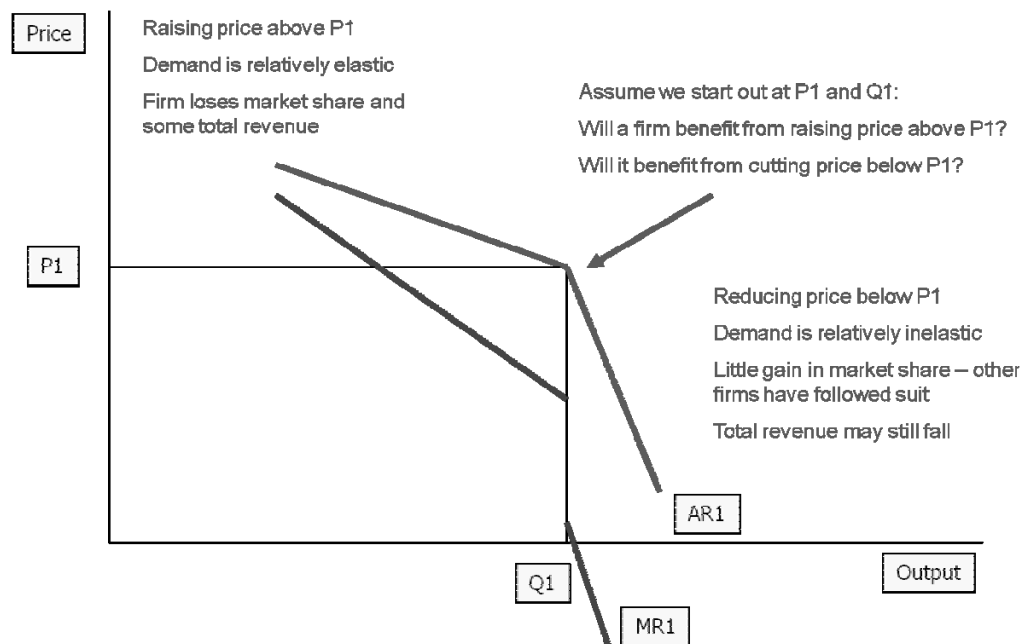 Price
Raising price above P1
Demand is relatively elastic
Firm loses market share and
some total revenue
Assume we start out at P1 and Q1:
Will a firm benefit from raising price above P1?
Will it benefit from cutting price below P1?
P1
Reducing price below P1
Demand is relatively inelastic
Little gain in market share – other
firms have followed suit
Total revenue may still fall
AR1
Q1
Output
MR1